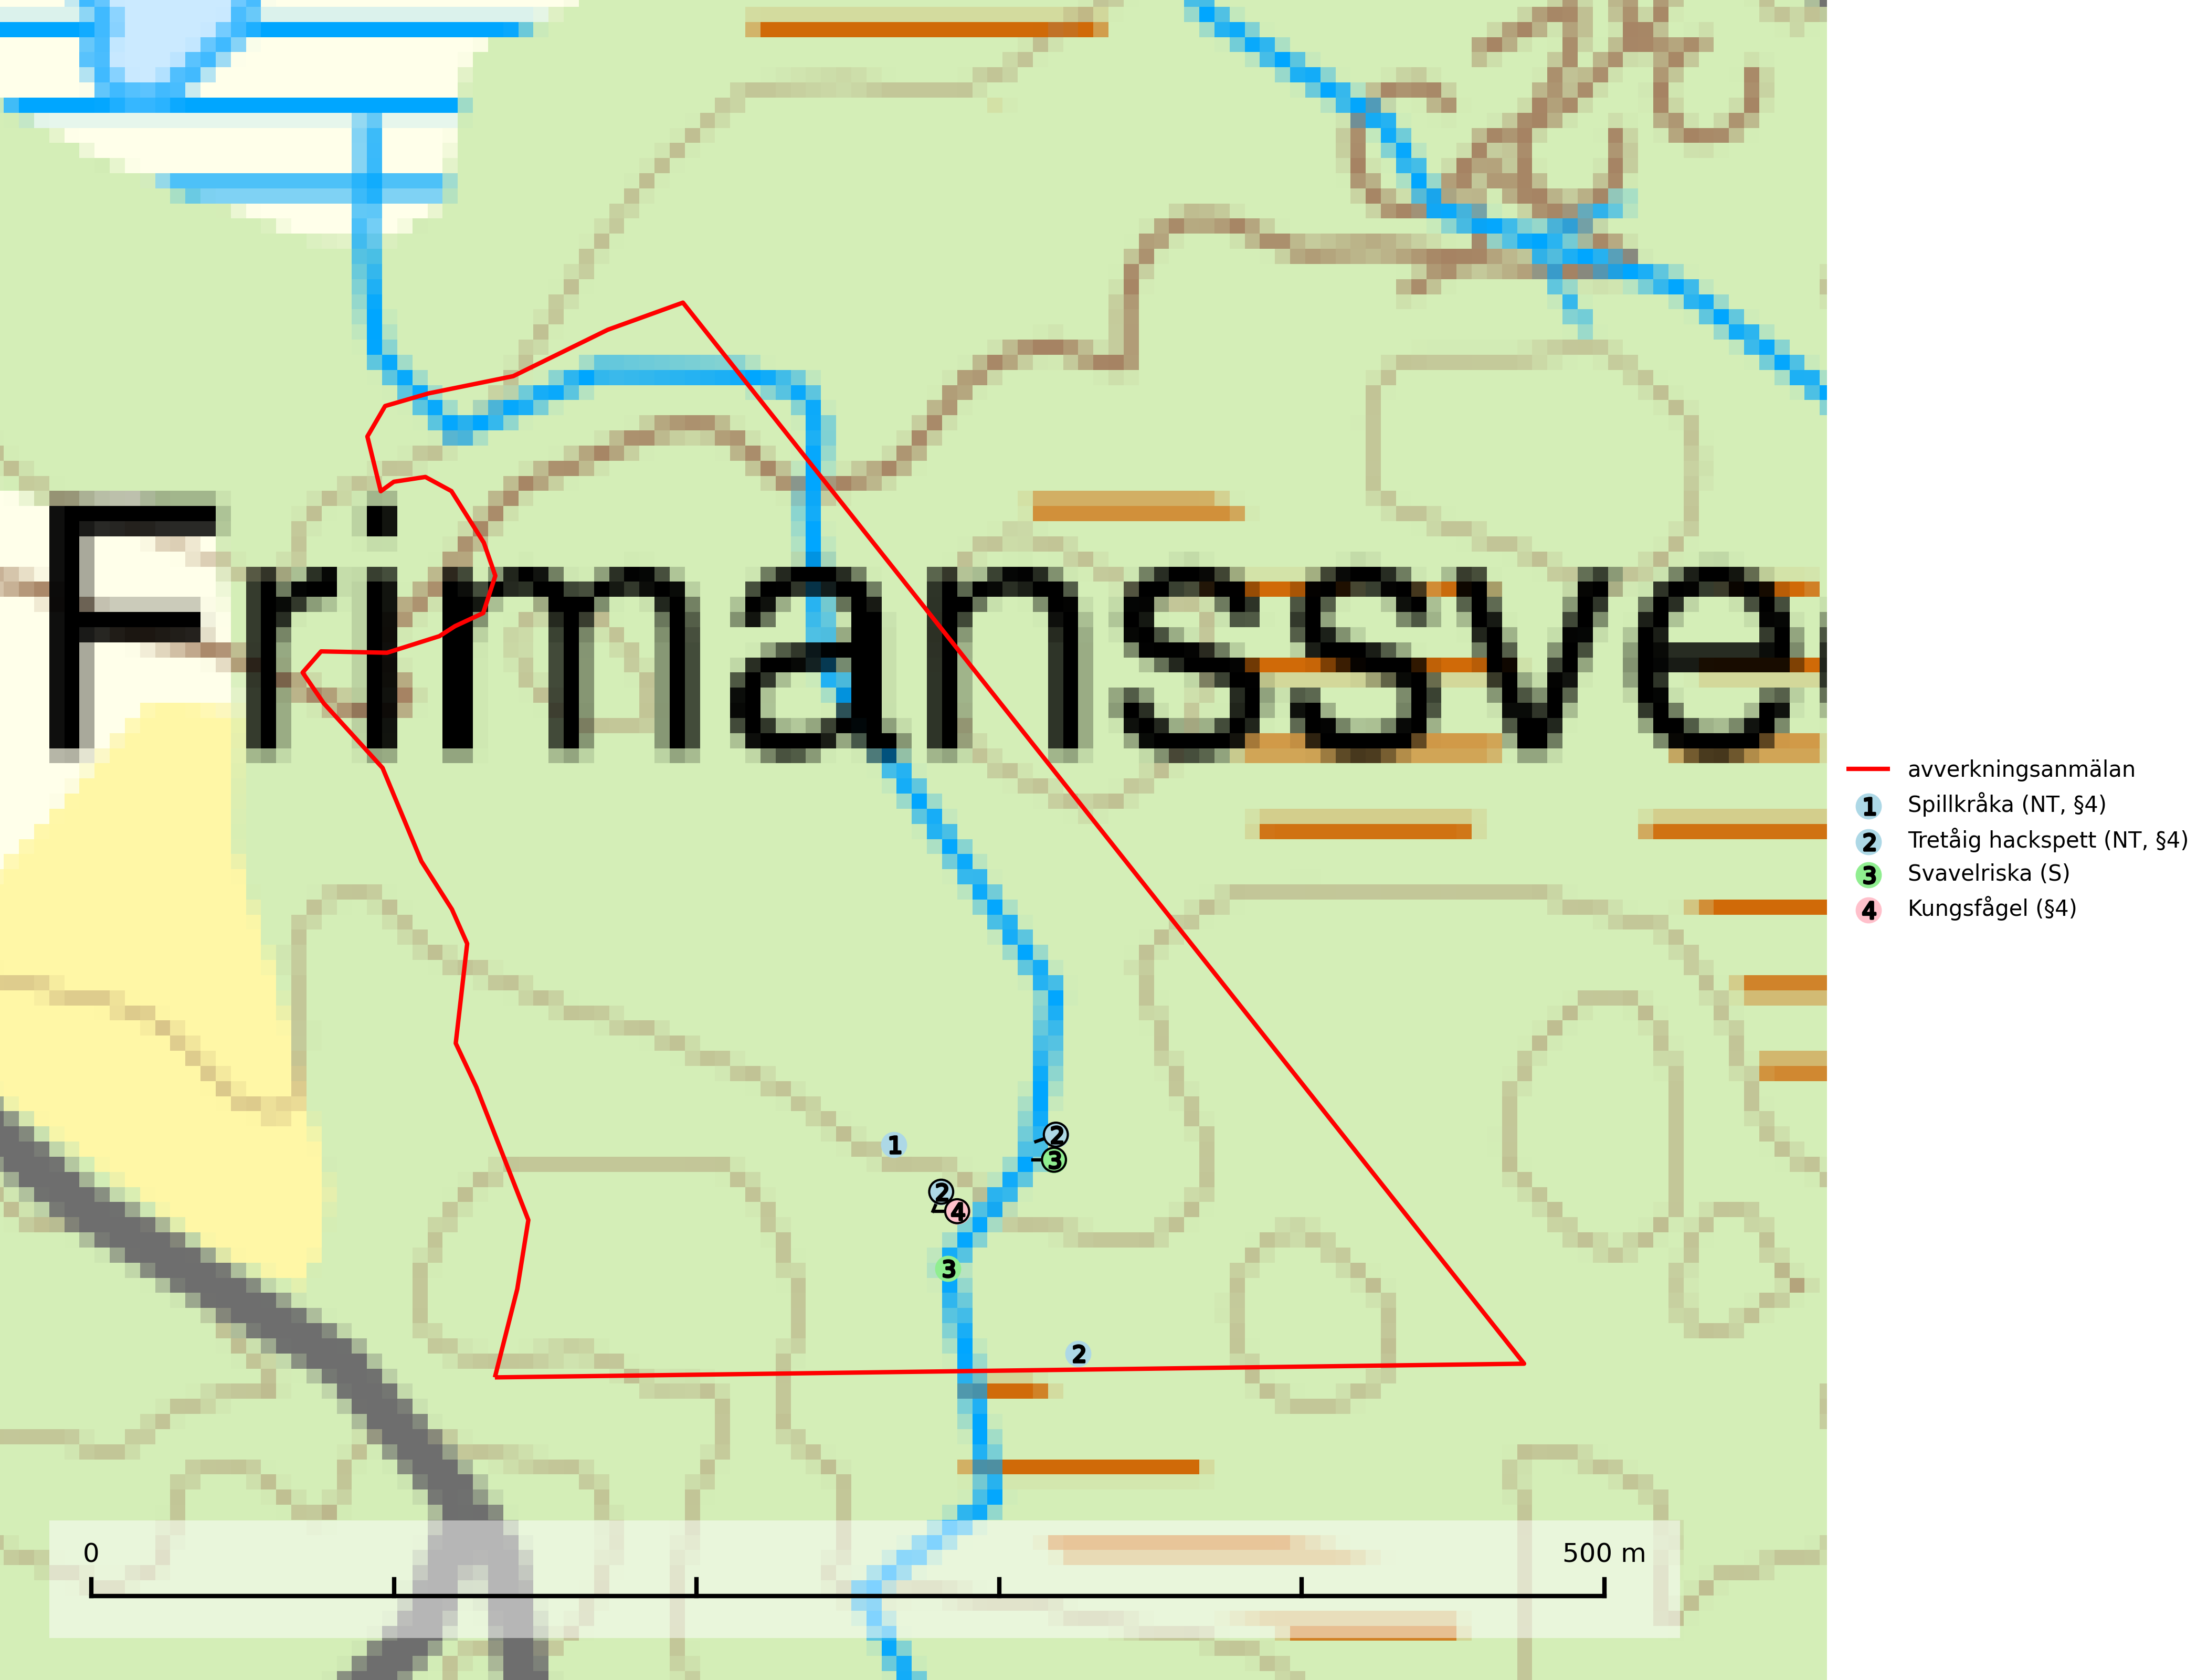 Frimanssve
avverkningsanmälan
1 Spillkråka (NT, §4)
2 Tretåig hackspett (NT, §4)
3 Svavelriska (S)
4 Kungsfågel (§4)
2
1
3
2
4
3
2
0 500 m